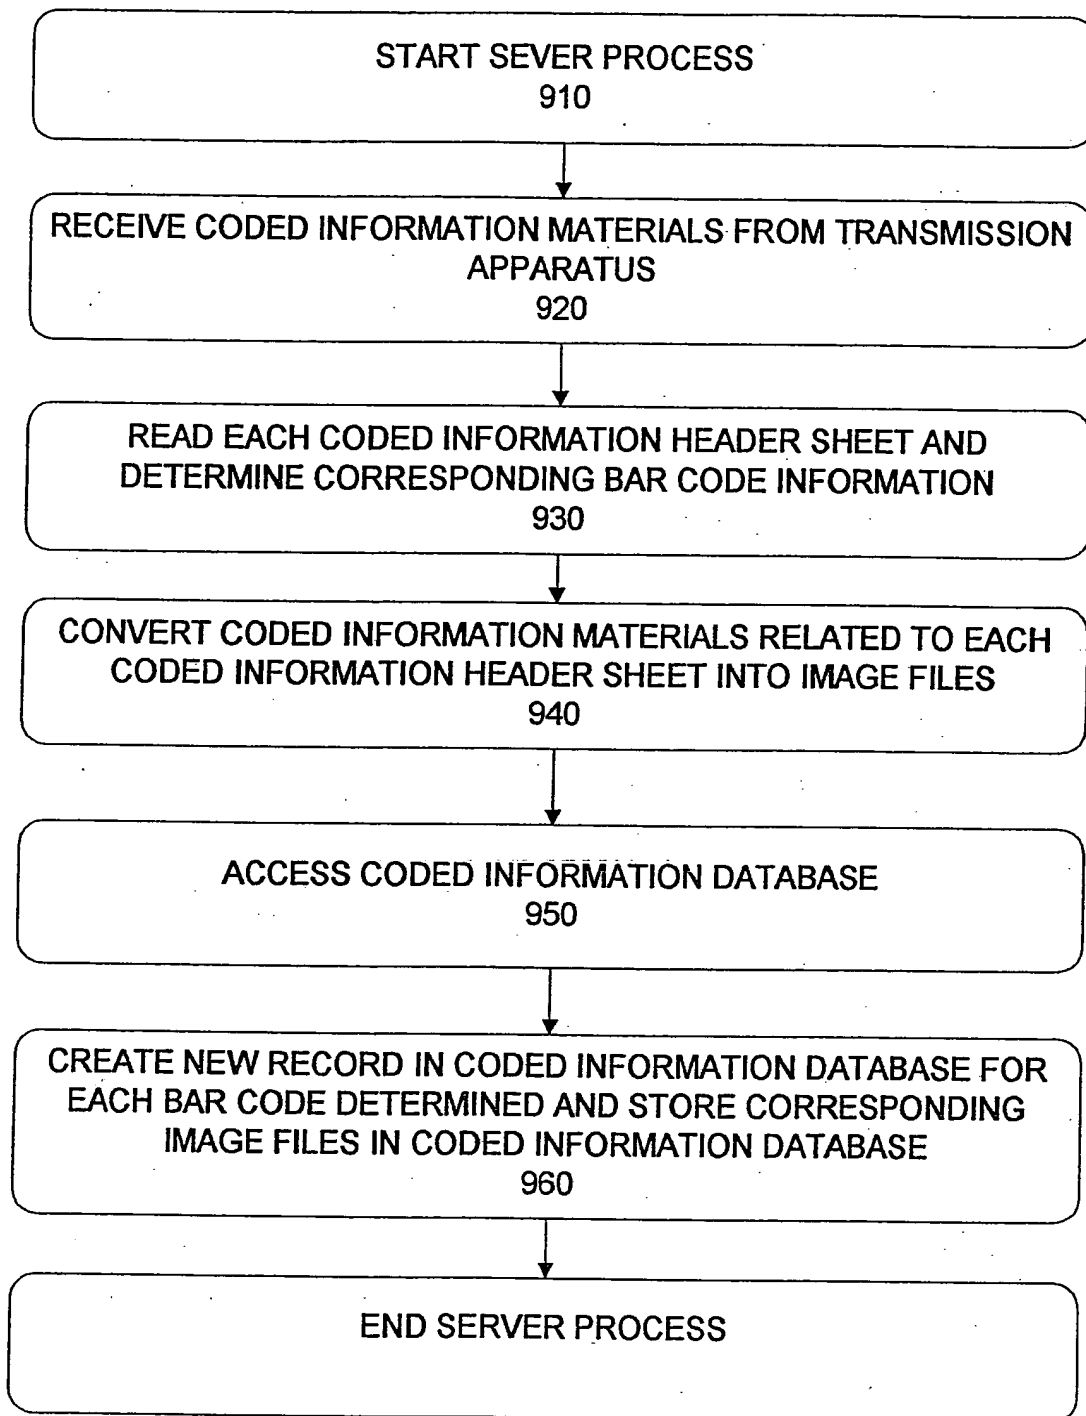 START SEVER PROCESS
910
RECEIVE CODED INFORMATION MATERIALS FROM TRANSMISSION
APPARATUS
920
READ EACH CODED INFORMATION HEADER SHEET AND
DETERMINE CORRESPONDING BAR CODE INFORMATION
930
CONVERT CODED INFORMATION MATERIALS RELATED TO EACH
CODED INFORMATION HEADER SHEET INTO IMAGE FILES
940
ACCESS CODED INFORMATION DATABASE
950
CREATE NEW RECORD IN CODED INFORMATION DATABASE FOR
EACH BAR CODE DETERMINED AND STORE CORRESPONDING
IMAGE FILES IN CODED INFORMATION DATABASE
960
END SERVER PROCESS